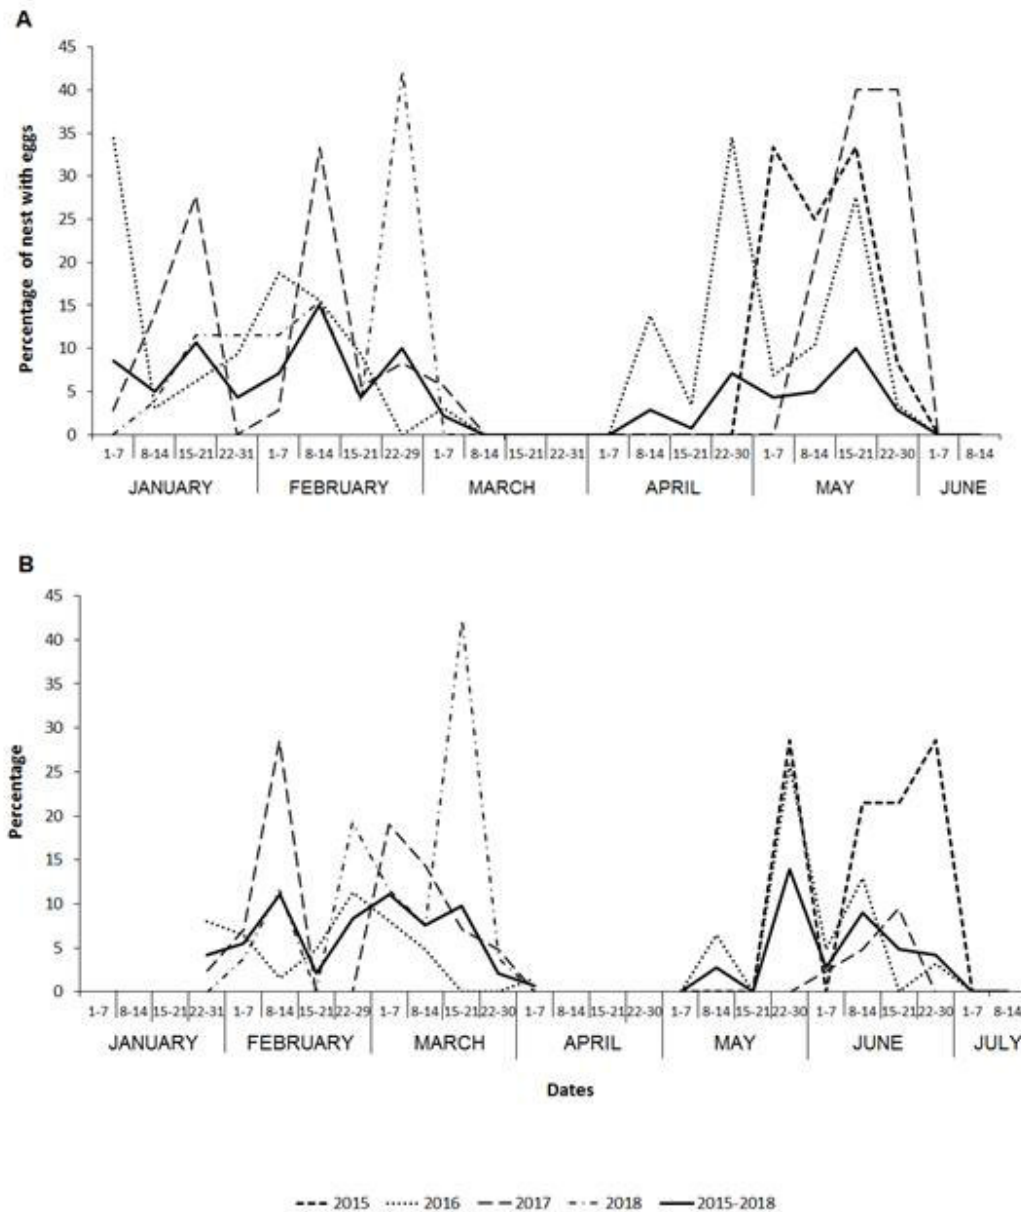 A
Percentage of nest with eggs
45
40
35
30
25
20
15
10
5
0
1-7 8-14 15-21 22-31 1-7 8-14 15-21 22-29 1-7 8-14 15-21 22-31 1-7 8-14 15-21 22-30 1-7 8-14 15-21 22-30 1-7 8-14
JANUARY FEBRUARY MARCH APRIL MAY JUNE
B
Percentage
45
40
35
30
25
20
15
10
5
0
1-7 8-14 15-21 22-31 1-7 8-14 15-21 22-29 1-7 8-14 15-21 22-30 1-7 8-14 15-21 22-30 1-7 8-14 15-21 22-30 1-7 8-14 15-21 22-30 1-7 8-14
JANUARY FEBRUARY MARCH APRIL MAY JUNE JULY
Dates
2015 2016 2017 2018 2015-2018